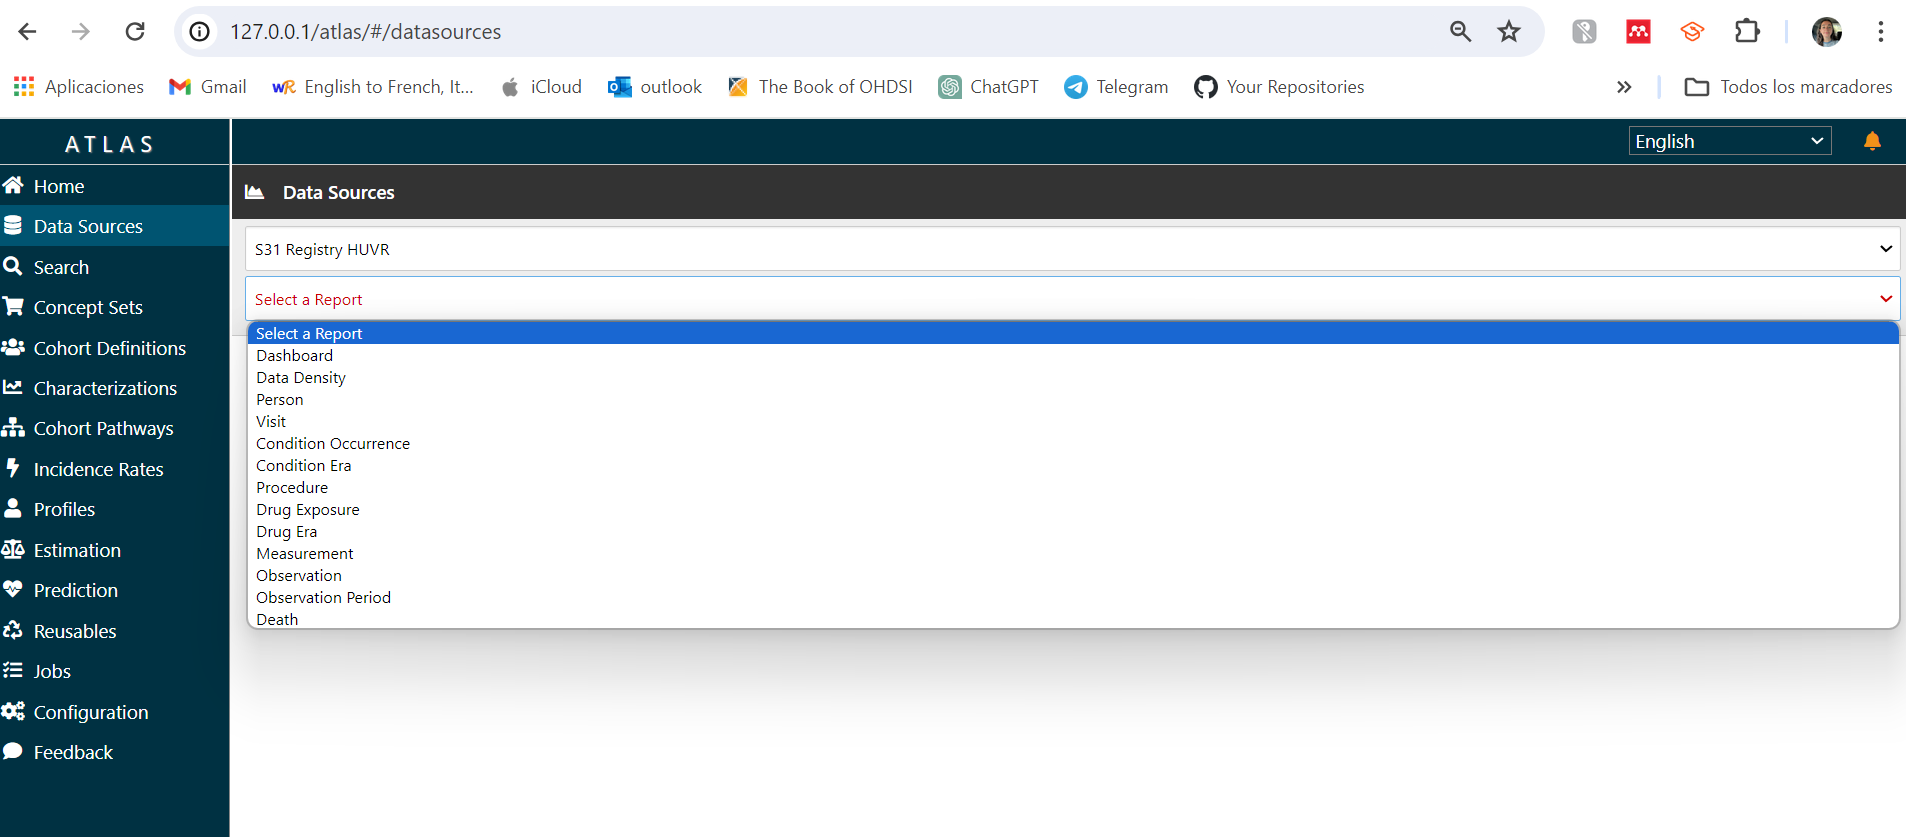 127.0.0.1/atlas/#/datasources
Aplicaciones Gmail English to French, It... iCloud outlook The Book of OHDSI ChatGPT Telegram Your Repositories » Todos los marcadores
ATLAS English
Home
Data Sources
Search
Concept Sets
Cohort Definitions
Characterizations
Cohort Pathways
Incidence Rates
Profiles
Estimation
Prediction
Reusables
Jobs
Configuration
Feedback
Data Sources
S31 Registry HUVR
Select a Report
Select a Report
Dashboard
Data Density
Person
Visit
Condition Occurrence
Condition Era
Procedure
Drug Exposure
Drug Era
Measurement
Observation
Observation Period
Death